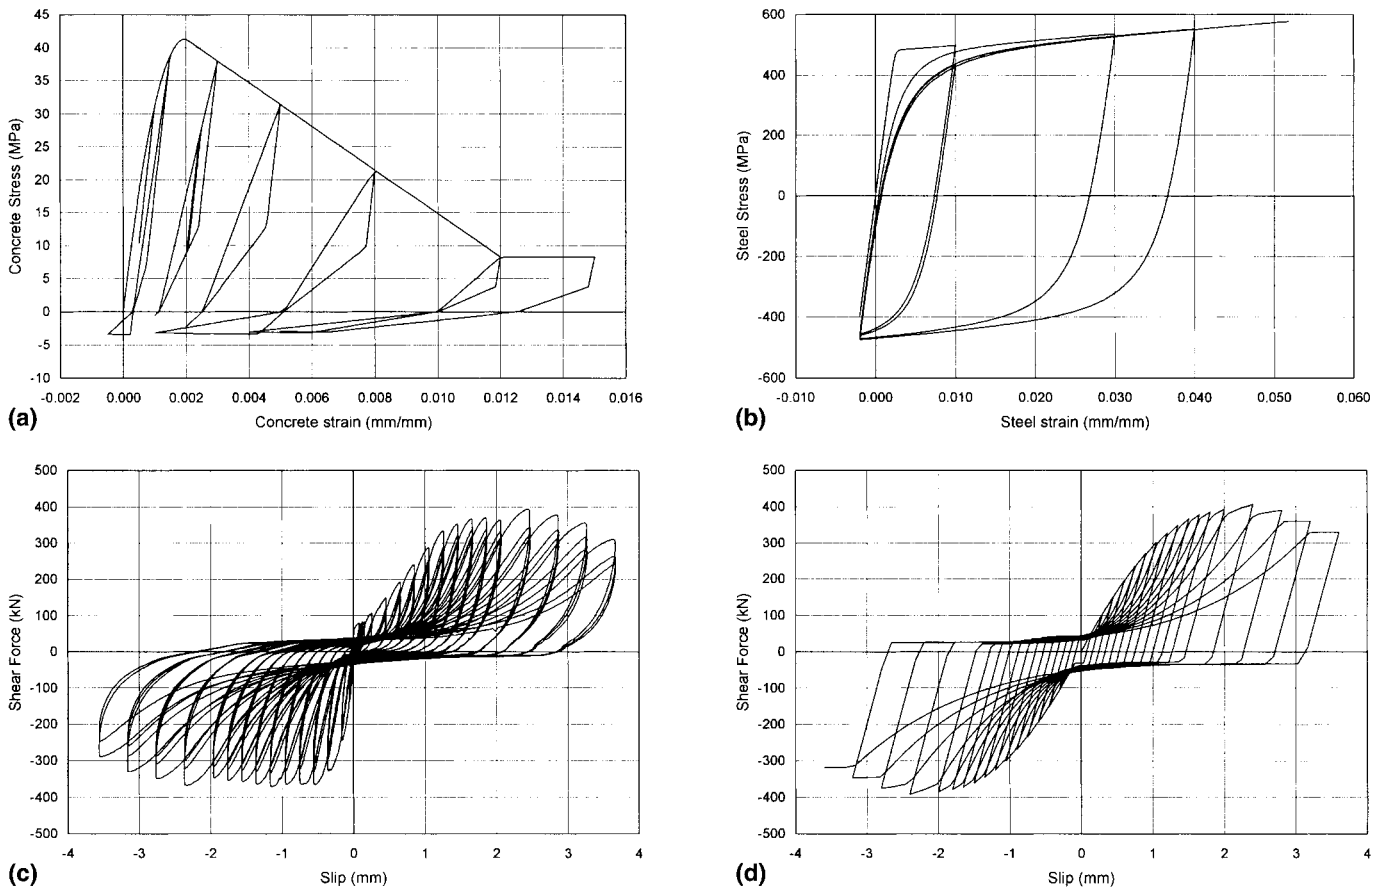 45
40
35
30
25
20
15
10
5
0
-5
-10
Concrete Stress (MPa)
-0.002 0.000 0.002 0.004 0.006 0.008 0.010 0.012 0.014 0.016
Concrete strain (mm/mm)
(a)
600
400
200
0
-200
-400
-600
Steel Stress (MPa)
-0.010 0.000 0.010 0.020 0.030 0.040 0.050 0.060
Steel strain (mm/mm)
(b)
500
400
300
200
100
0
-100
-200
-300
-400
-500
Shear Force (kN)
-4 -3 -2 -1 0 1 2 3 4
Slip (mm)
(c)
500
400
300
200
100
0
-100
-200
-300
-400
-500
Shear Force (kN)
-4 -3 -2 -1 0 1 2 3 4
Slip (mm)
(d)